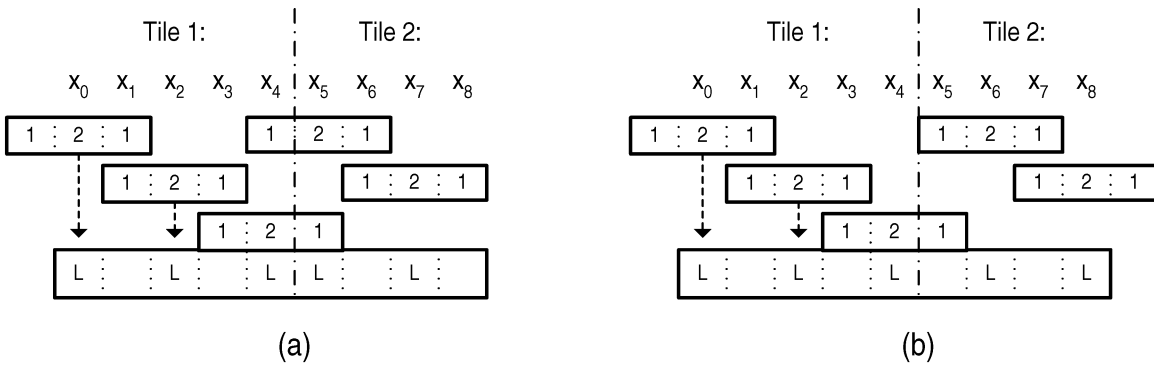 Tile 1: Tile 2:
x0 x1 x2 x3 x4 x5 x6 x7 x8
1 2 1 1 2 1
1 2 1 1 2 1
1 2 1
L L L L L
(a)
Tile 1: Tile 2:
x0 x1 x2 x3 x4 x5 x6 x7 x8
1 2 1 1 2 1
1 2 1 1 2 1
1 2 1
L L L L L
(b)